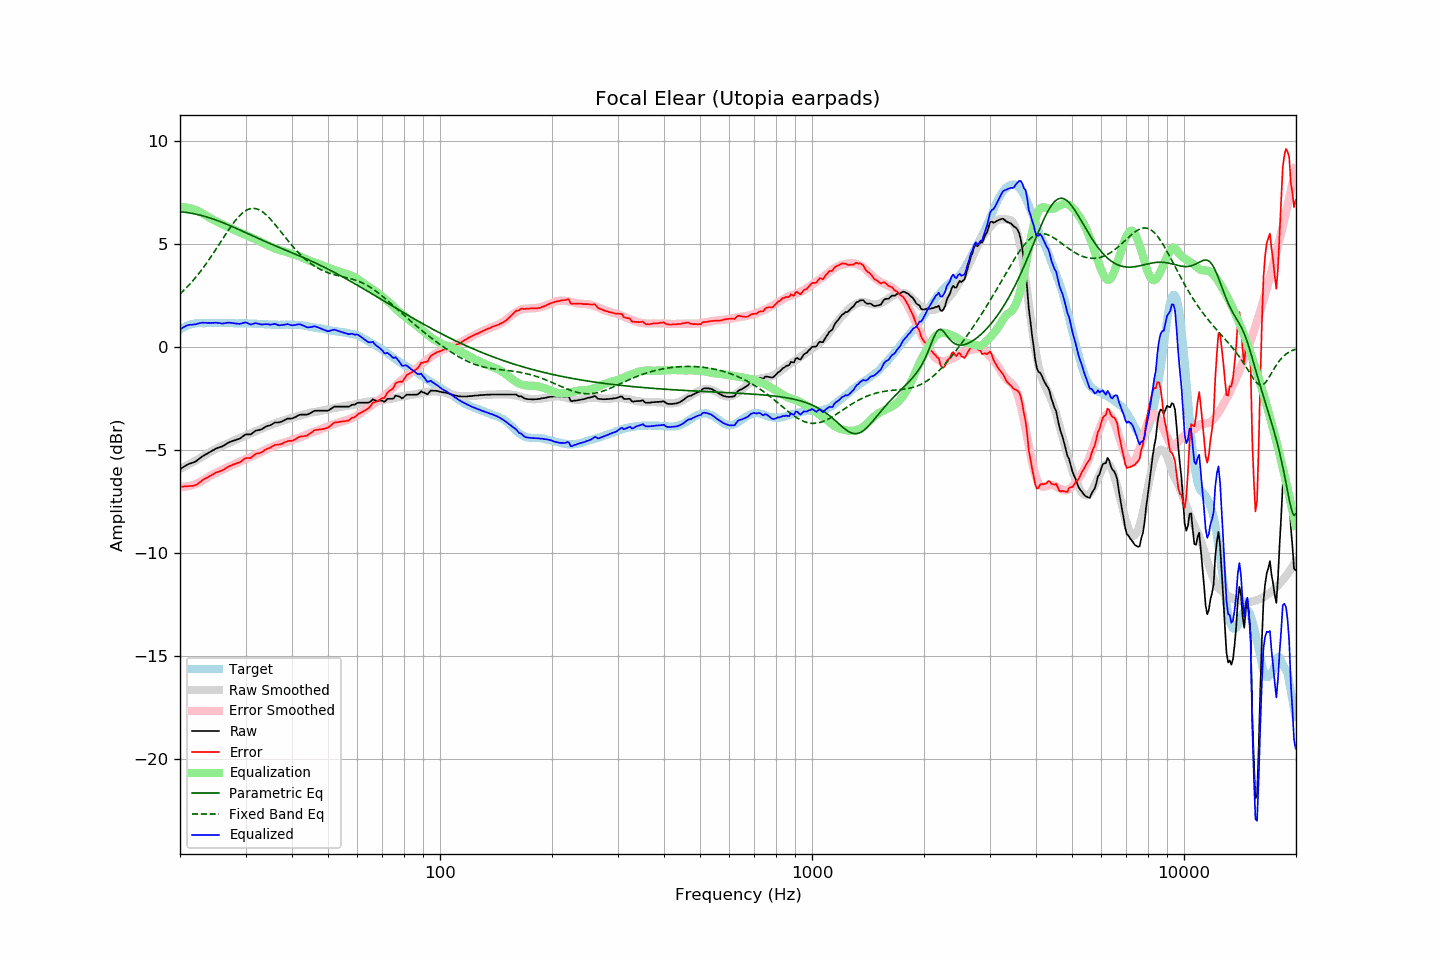 Focal Elear (Utopia earpads)
10
5
0
−5
−10
−15
−20
Amplitude (dBr)
Target
Raw Smoothed
Error Smoothed
Raw
Error
Equalization
Parametric Eq
Fixed Band Eq
Equalized
100
1000
10000
Frequency (Hz)